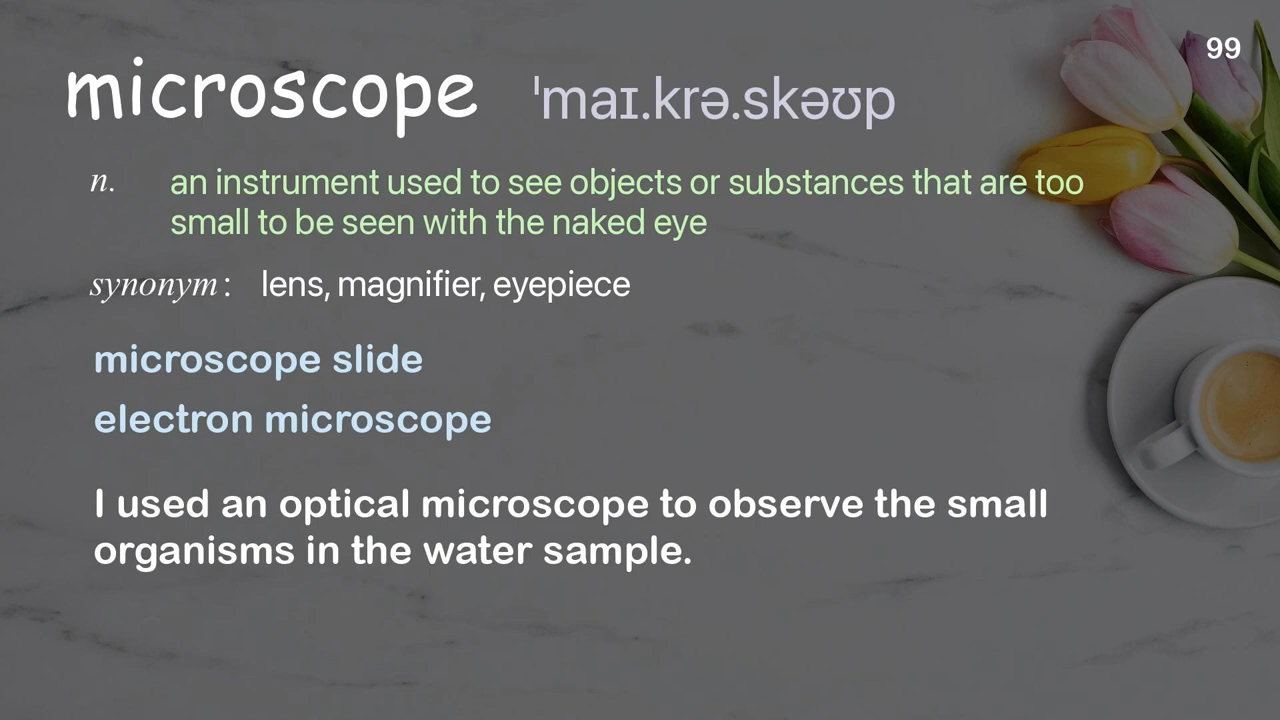 99
microscope ˈmaɪ.krə.skəʊp
n. an instrument used to see objects or substances that are too
small to be seen with the naked eye
synonym: lens, magnifier, eyepiece
microscope slide
electron microscope
I used an optical microscope to observe the small
organisms in the water sample.